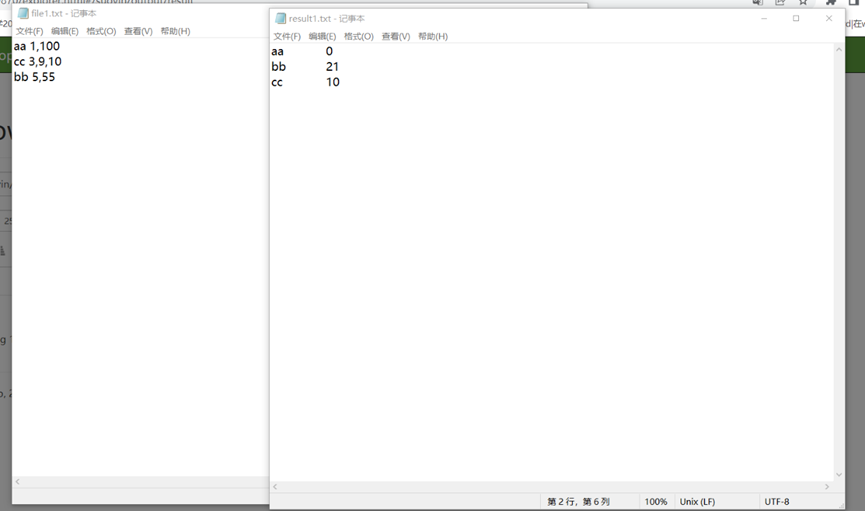 file1.txt - 记事本
文件(F) 编辑(E) 格式(O) 查看(V) 帮助(H)
aa 1,100
cc 3,9,10
bb 5,55
result1.txt - 记事本
文件(F) 编辑(E) 格式(O) 查看(V) 帮助(H)
aa 0
bb 21
cc 10
第 2 行，第 6 列 100% Unix (LF) UTF-8